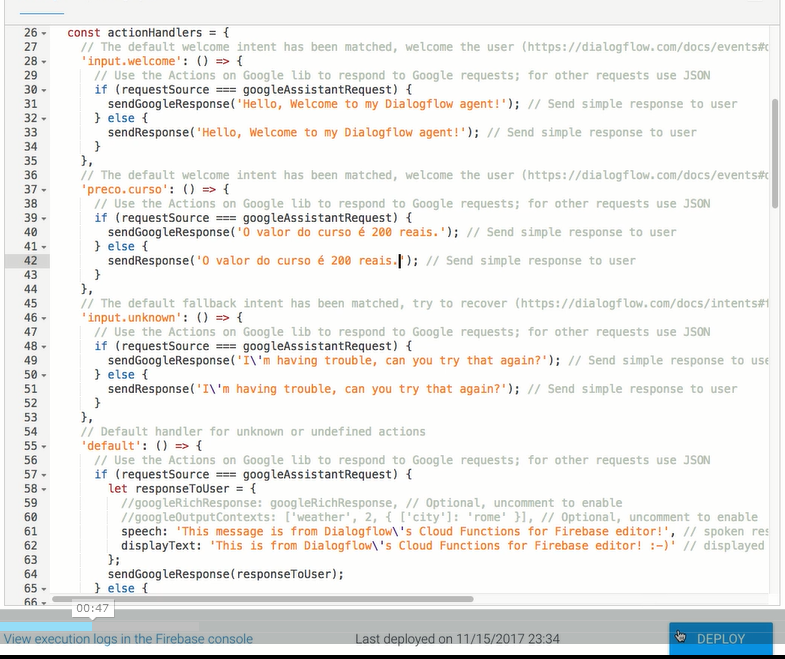 26 const actionHandlers = {
27 // The default welcome intent has been matched, welcome the user (https://dialogflow.com/docs/events#
28 'input.welcome': () => {
29 // Use the Actions on Google lib to respond to Google requests; for other requests use JSON
30 if (requestSource === googleAssistantRequest) {
31 sendGoogleResponse('Hello, Welcome to my Dialogflow agent!'); // Send simple response to user
32 } else {
33 sendResponse('Hello, Welcome to my Dialogflow agent!'); // Send simple response to user
34 }
35 },
36 // The default welcome intent has been matched, welcome the user (https://dialogflow.com/docs/events#
37 'preco.curso': () => {
38 // Use the Actions on Google lib to respond to Google requests; for other requests use JSON
39 if (requestSource === googleAssistantRequest) {
40 sendGoogleResponse('O valor do curso é 200 reais.'); // Send simple response to user
41 } else {
42 sendResponse('O valor do curso é 200 reais.'); // Send simple response to user
43 }
44 },
45 // The default fallback intent has been matched, try to recover (https://dialogflow.com/docs/intents#
46 'input.unknown': () => {
47 // Use the Actions on Google lib to respond to Google requests; for other requests use JSON
48 if (requestSource === googleAssistantRequest) {
49 sendGoogleResponse('I\'m having trouble, can you try that again?'); // Send simple response to use
50 } else {
51 sendResponse('I\'m having trouble, can you try that again?'); // Send simple response to user
52 }
53 },
54 // Default handler for unknown or undefined actions
55 'default': () => {
56 // Use the Actions on Google lib to respond to Google requests; for other requests use JSON
57 if (requestSource === googleAssistantRequest) {
58 let responseToUser = {
59 //googleRichResponse: googleRichResponse, // Optional, uncomment to enable
60 //googleOutputContexts: ['weather', 2, { ['city']: 'rome' }], // Optional, uncomment to enable
61 speech: 'This message is from Dialogflow\'s Cloud Functions for Firebase editor!', // spoken res
62 displayText: 'This is from Dialogflow\'s Cloud Functions for Firebase editor! :-)' // displayed
63 };
64 sendGoogleResponse(responseToUser);
65 } else {
66
00:47
View execution logs in the Firebase console Last deployed on 11/15/2017 23:34 DEPLOY